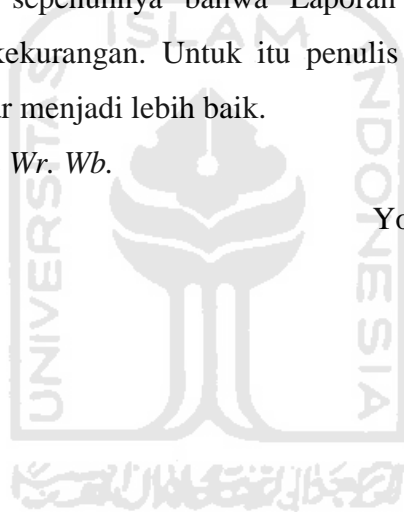 sepenuhnya bahwa Laporan
kekurangan. Untuk itu penulis
r menjadi lebih baik.
Wr. Wb.
Yo
ISLAM
UNIVERSITAS
INDONESIA